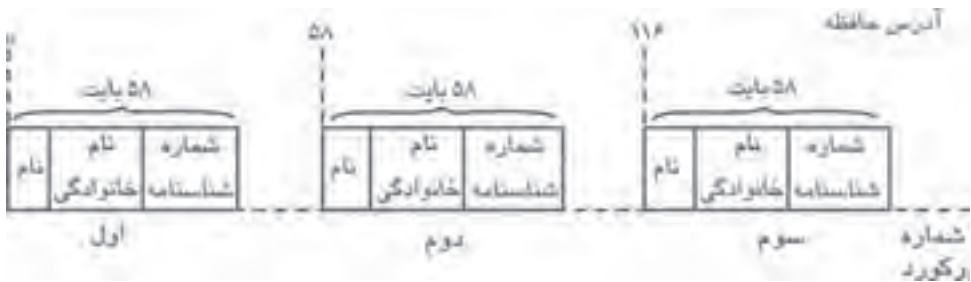 آدرس حافظه
۵۸
۱۱۶
۵۸ بایت
۵۸ بایت
۵۸ بایت
نام
نام خانوادگی
شماره شناسنامه
نام
نام خانوادگی
شماره شناسنامه
نام
نام خانوادگی
شماره شناسنامه
اول
دوم
سوم
شماره
رکورد